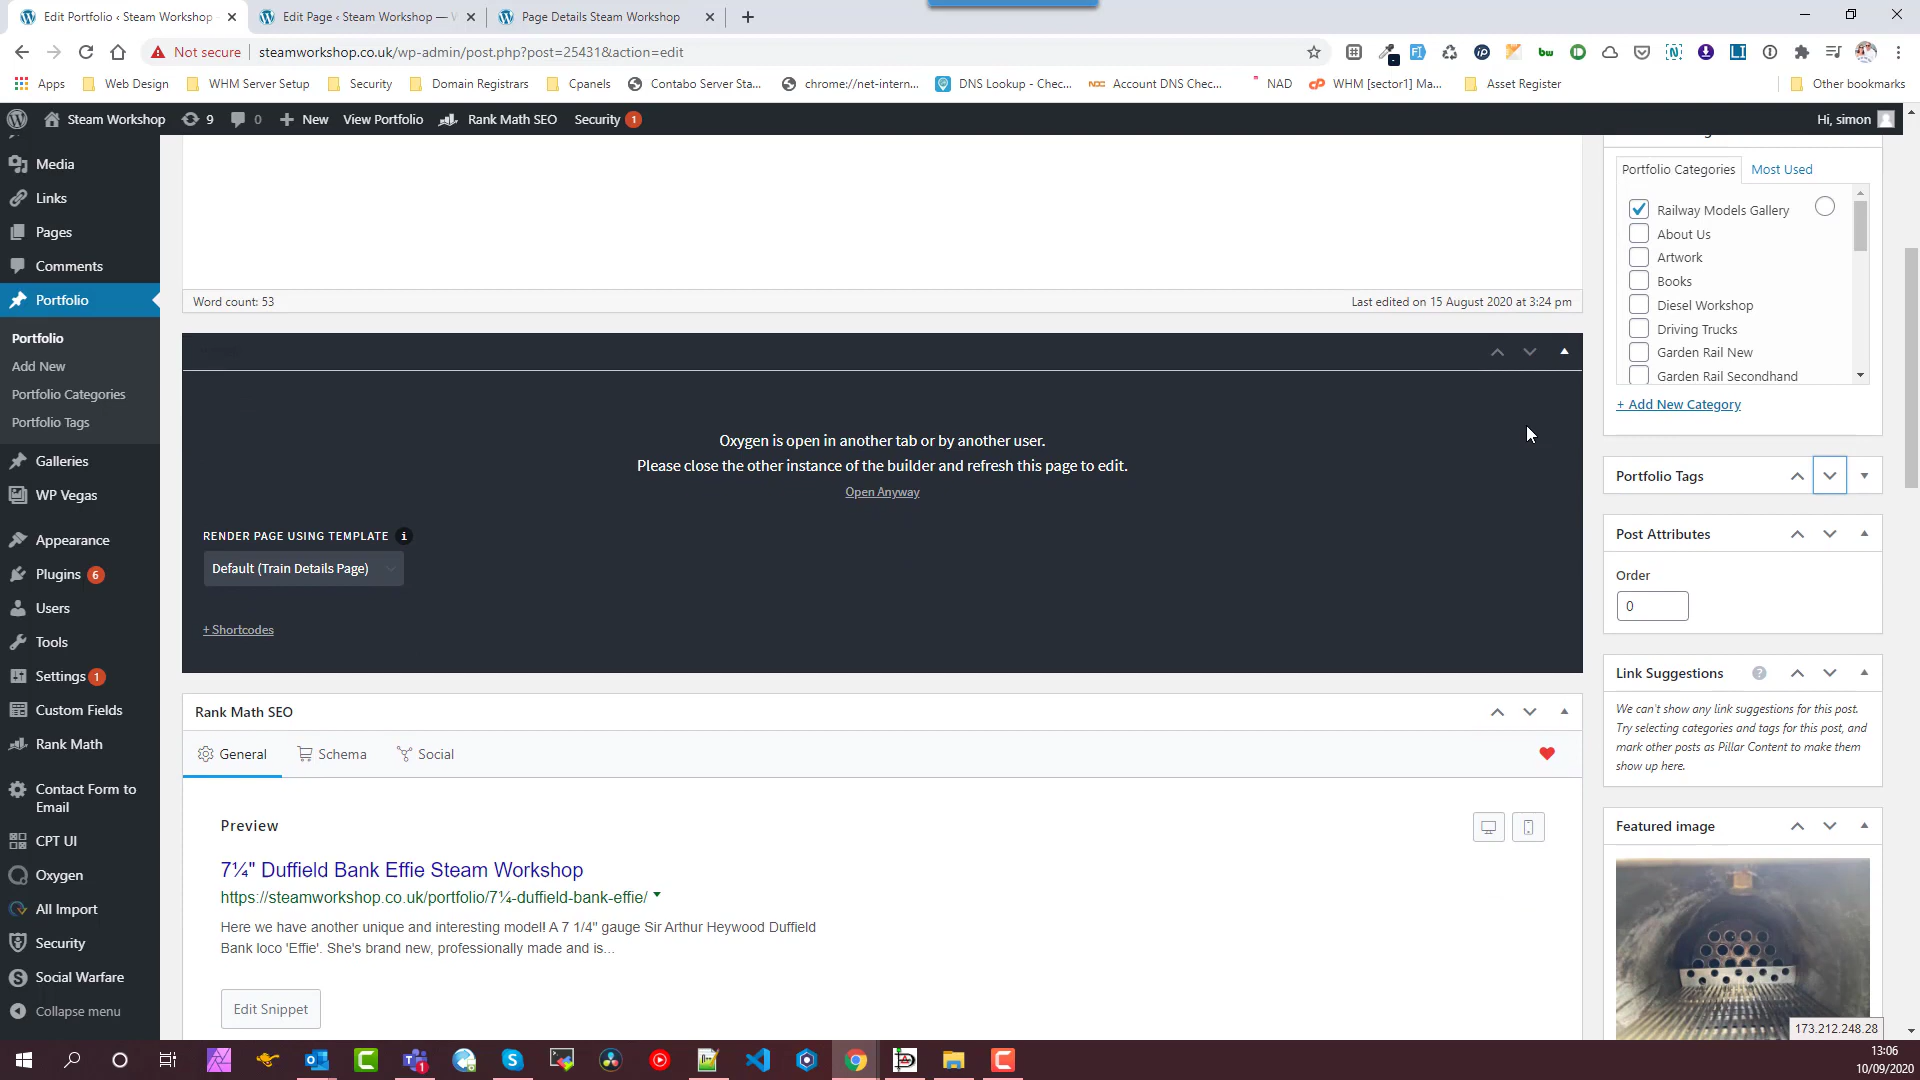 Edit Portfolio ‹ Steam Workshop
Edit Page ‹ Steam Workshop — W
Page Details Steam Workshop
Not secure
steamworkshop.co.uk/wp-admin/post.php?post=25431&action=edit
Apps
Web Design
WHM Server Setup
Security
Domain Registrars
Cpanels
Contabo Server Sta...
chrome://net-intern...
DNS Lookup - Chec...
Account DNS Chec...
NAD
WHM [sector1] Ma...
Asset Register
Other bookmarks
Steam Workshop
9
0
New
View Portfolio
Rank Math SEO
Security 1
Hi, simon
Media
Links
Pages
Comments
Portfolio
Portfolio
Add New
Portfolio Categories
Portfolio Tags
Galleries
WP Vegas
Appearance
Plugins 6
Users
Tools
Settings 1
Custom Fields
Rank Math
Contact Form to
Email
CPT UI
Oxygen
All Import
Security
Social Warfare
Collapse menu
Word count: 53
Last edited on 15 August 2020 at 3:24 pm
Oxygen is open in another tab or by another user.
Please close the other instance of the builder and refresh this page to edit.
Open Anyway
RENDER PAGE USING TEMPLATE i
Default (Train Details Page)
+ Shortcodes
Rank Math SEO
General
Schema
Social
Preview
7¼" Duffield Bank Effie Steam Workshop
https://steamworkshop.co.uk/portfolio/7¼-duffield-bank-effie/
Here we have another unique and interesting model! A 7 1/4" gauge Sir Arthur Heywood Duffield
Bank loco 'Effie'. She's brand new, professionally made and is...
Edit Snippet
Portfolio Categories
Most Used
Railway Models Gallery
About Us
Artwork
Books
Diesel Workshop
Driving Trucks
Garden Rail New
Garden Rail Secondhand
+ Add New Category
Portfolio Tags
Post Attributes
Order
0
Link Suggestions ?
We can't show any link suggestions for this post.
Try selecting categories and tags for this post, and
mark other posts as Pillar Content to make them
show up here.
Featured image
173.212.248.28
13:06
10/09/2020